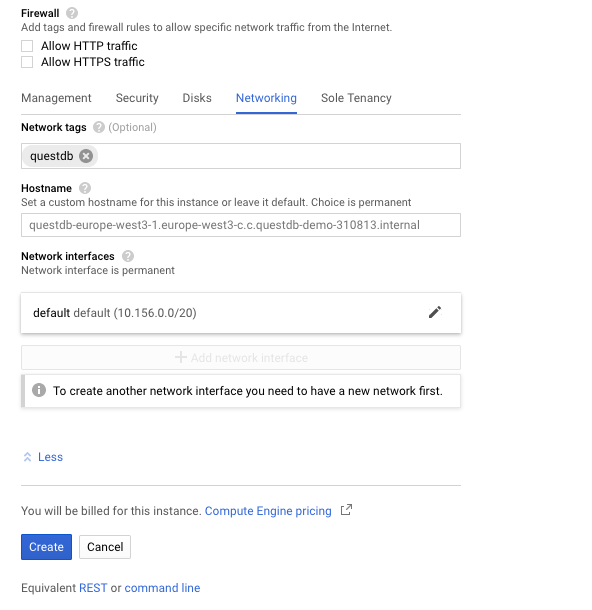 Firewall
Add tags and firewall rules to allow specific network traffic from the Internet.
Allow HTTP traffic
Allow HTTPS traffic
Management Security Disks Networking Sole Tenancy
Network tags (Optional)
questdb
Hostname
Set a custom hostname for this instance or leave it default. Choice is permanent
questdb-europe-west3-1.europe-west3-c.c.questdb-demo-310813.internal
Network interfaces
Network interface is permanent
default default (10.156.0.0/20)
Add network interface
To create another network interface you need to have a new network first.
Less
You will be billed for this instance. Compute Engine pricing
Create Cancel
Equivalent REST or command line